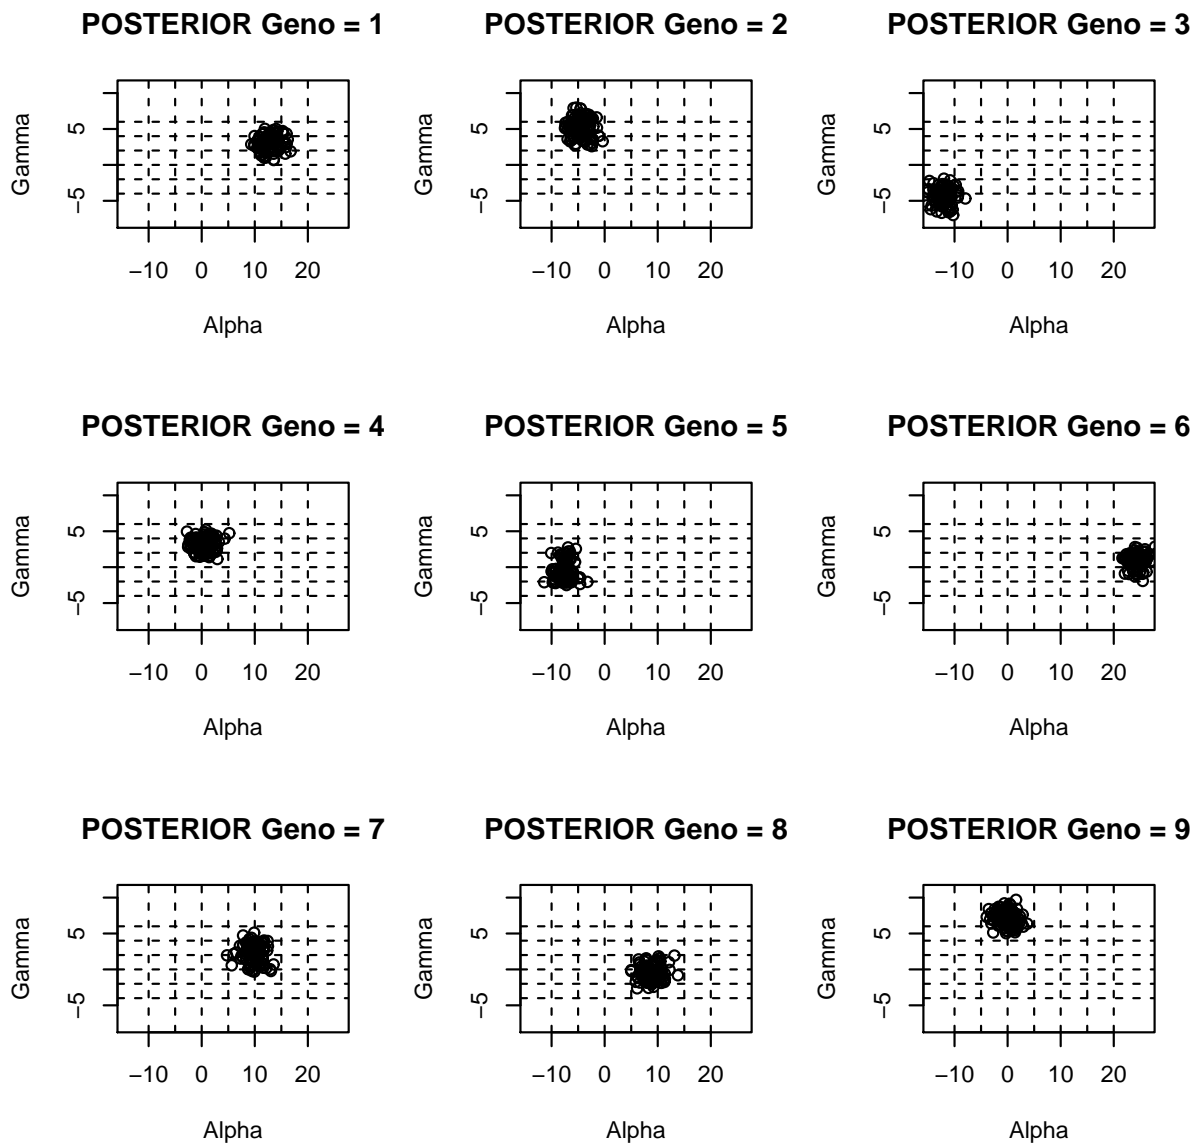 POSTERIOR Geno = 1
Gamma
5
−5
−10 0 10 20
Alpha
POSTERIOR Geno = 2
Gamma
5
−5
−10 0 10 20
Alpha
POSTERIOR Geno = 3
Gamma
5
−5
−10 0 10 20
Alpha
POSTERIOR Geno = 4
Gamma
5
−5
−10 0 10 20
Alpha
POSTERIOR Geno = 5
Gamma
5
−5
−10 0 10 20
Alpha
POSTERIOR Geno = 6
Gamma
5
−5
−10 0 10 20
Alpha
POSTERIOR Geno = 7
Gamma
5
−5
−10 0 10 20
Alpha
POSTERIOR Geno = 8
Gamma
5
−5
−10 0 10 20
Alpha
POSTERIOR Geno = 9
Gamma
5
−5
−10 0 10 20
Alpha